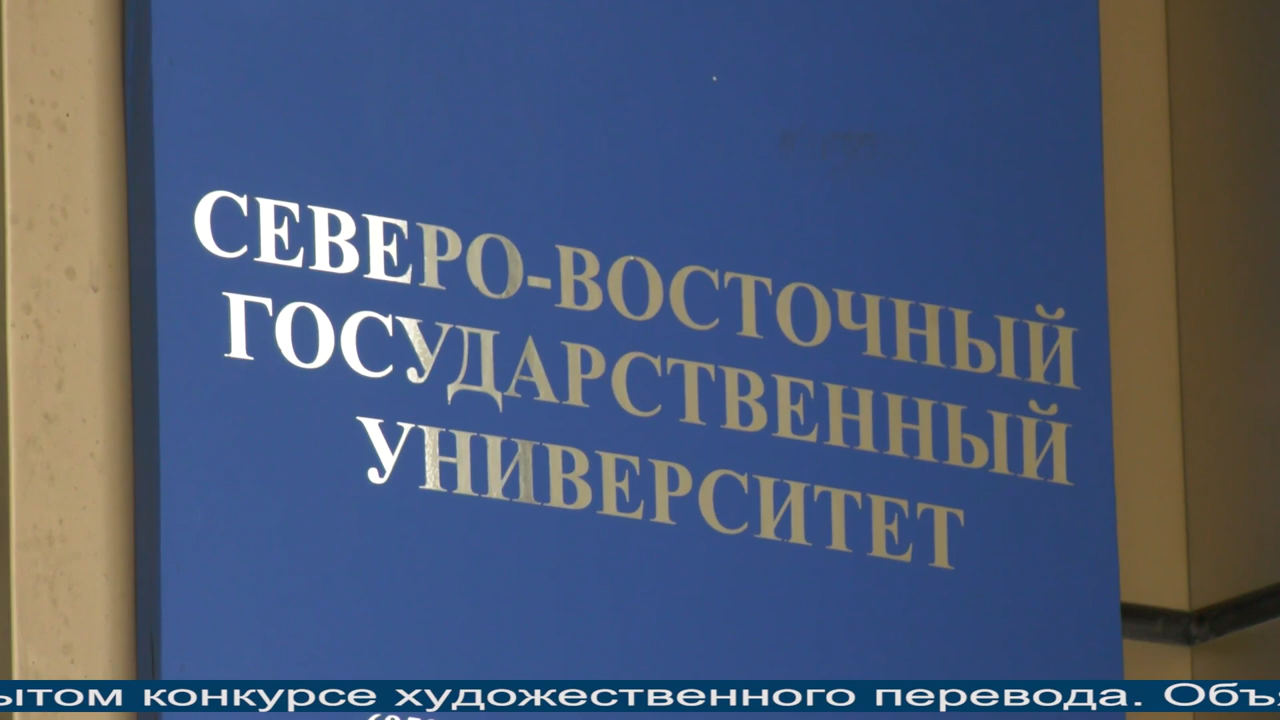 СЕВЕРО-ВОСТОЧНЫЙ
ГОСУДАРСТВЕННЫЙ
УНИВЕРСИТЕТ
конкурсе художественного перевода.